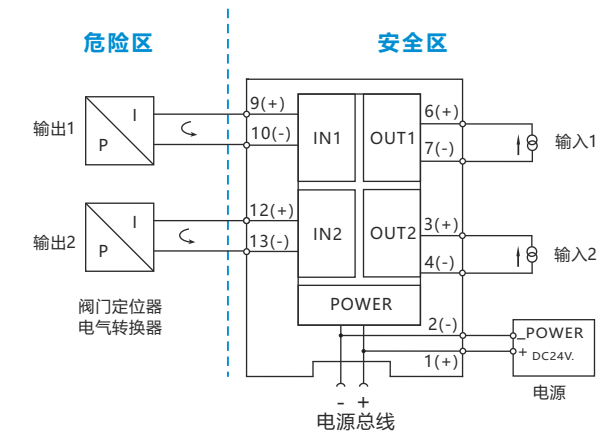 危险区
安全区
输出1
I
P
9(+)
10(-)
IN1
OUT1
6(+)
7(-)
输入1
输出2
I
P
12(+)
13(-)
IN2
OUT2
3(+)
4(-)
输入2
阀门定位器
电气转换器
POWER
2(-)
1(+)
-POWER
+ DC24V.
电源
- +
电源总线